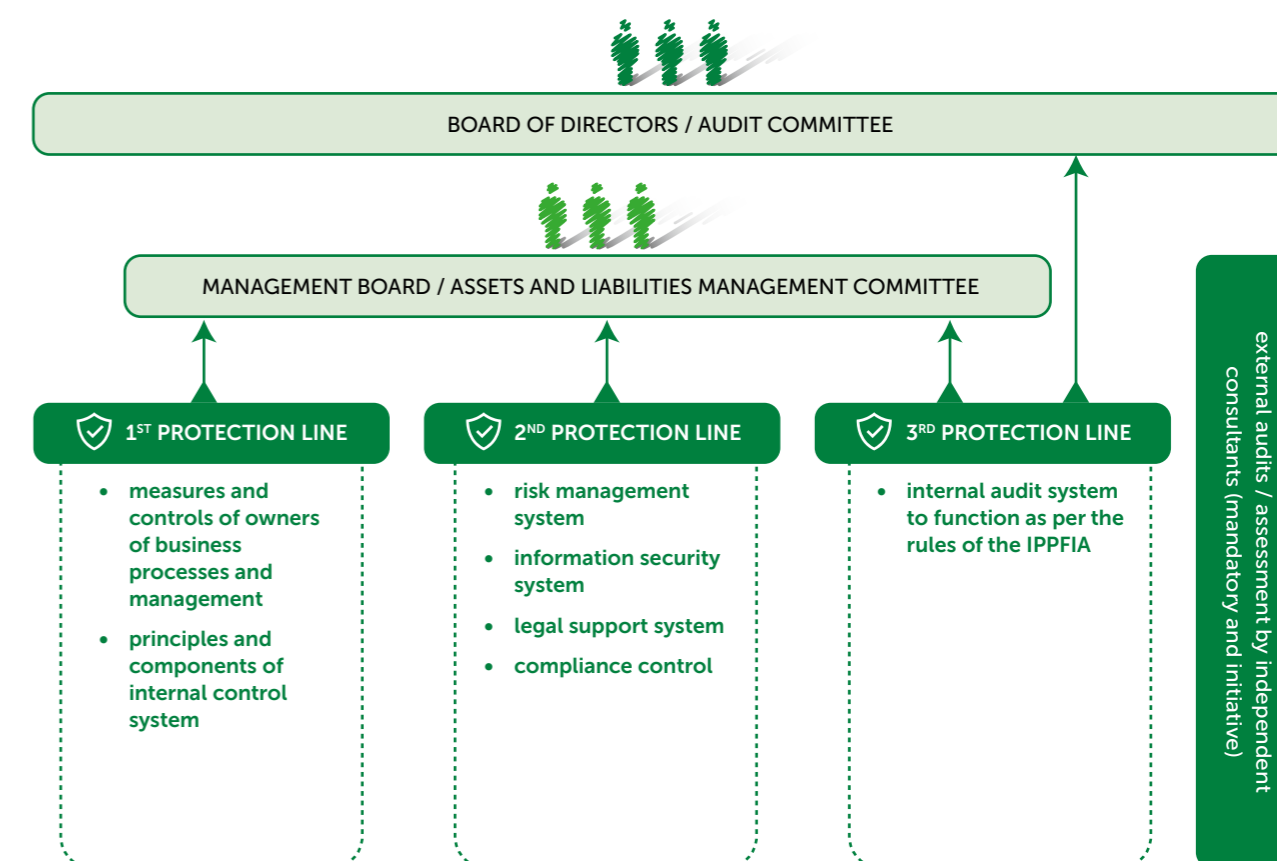 BOARD OF DIRECTORS / AUDIT COMMITTEE
MANAGEMENT BOARD / ASSETS AND LIABILITIES MANAGEMENT COMMITTEE
1ST PROTECTION LINE
• measures and
controls of owners
of business
processes and
management
• principles and
components of
internal control
system
2ND PROTECTION LINE
• risk management
system
• information security
system
• legal support system
• compliance control
3RD PROTECTION LINE
• internal audit system
to function as per the
rules of the IPPFIA
external audits / assessment by independent
consultants (mandatory and initiative)